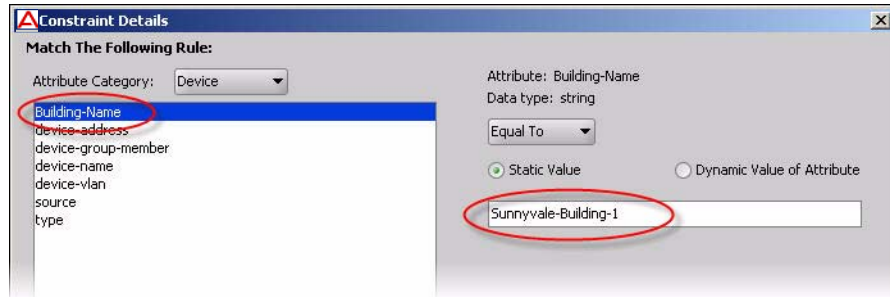 Constraint Details
Match The Following Rule:
Attribute Category: Device
Building-Name
device-address
device-group-member
device-name
device-vlan
source
type
Attribute: Building-Name
Data type: string
Equal To
Static Value
Dynamic Value of Attribute
Sunnyvale-Building-1